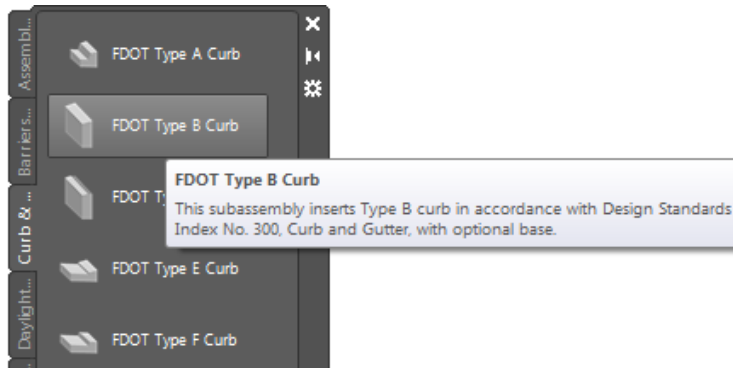 Assembl...
Barriers...
Curb & ...
Daylight...
FDOT Type A Curb
FDOT Type B Curb
FDOT Type B Curb
This subassembly inserts Type B curb in accordance with Design Standards
Index No. 300, Curb and Gutter, with optional base.
FDOT
FDOT Type E Curb
FDOT Type F Curb